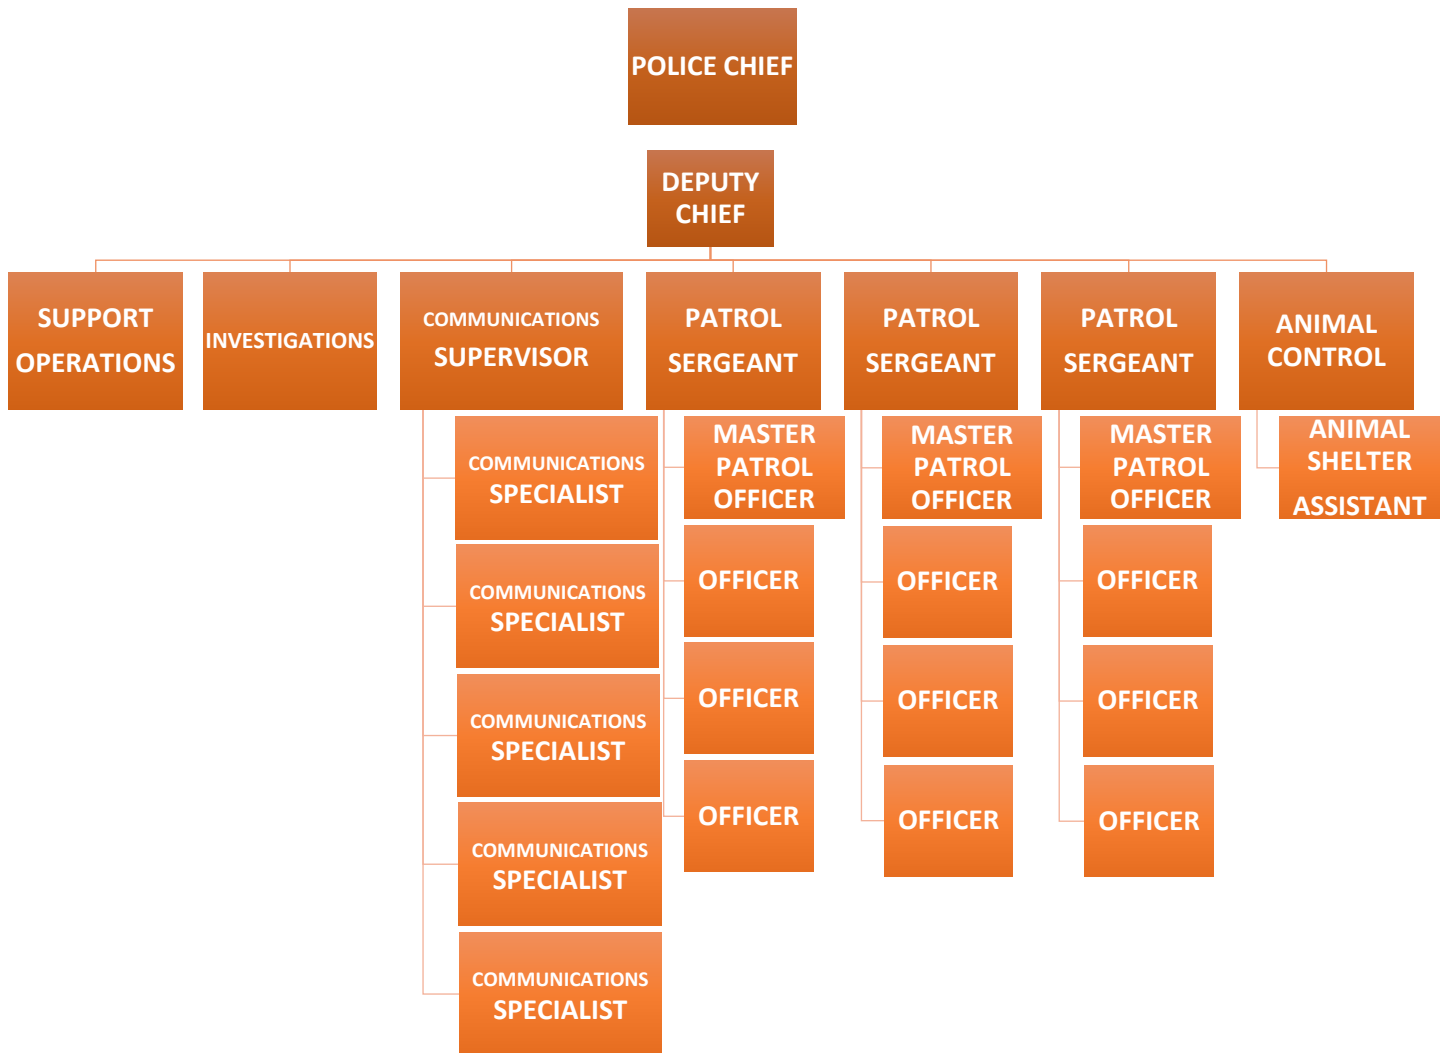 POLICE CHIEF
DEPUTY
CHIEF
SUPPORT
OPERATIONS
INVESTIGATIONS
COMMUNICATIONS
SUPERVISOR
PATROL
SERGEANT
PATROL
SERGEANT
PATROL
SERGEANT
ANIMAL
CONTROL
COMMUNICATIONS
SPECIALIST
COMMUNICATIONS
SPECIALIST
COMMUNICATIONS
SPECIALIST
COMMUNICATIONS
SPECIALIST
COMMUNICATIONS
SPECIALIST
MASTER
PATROL
OFFICER
OFFICER
OFFICER
OFFICER
MASTER
PATROL
OFFICER
OFFICER
OFFICER
OFFICER
MASTER
PATROL
OFFICER
OFFICER
OFFICER
OFFICER
ANIMAL
SHELTER
ASSISTANT